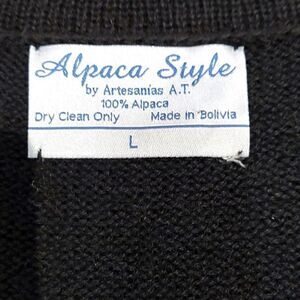 Alpaca Style
by Artesanías A.T.
100% Alpaca
Dry Clean Only Made in Bolivia
L